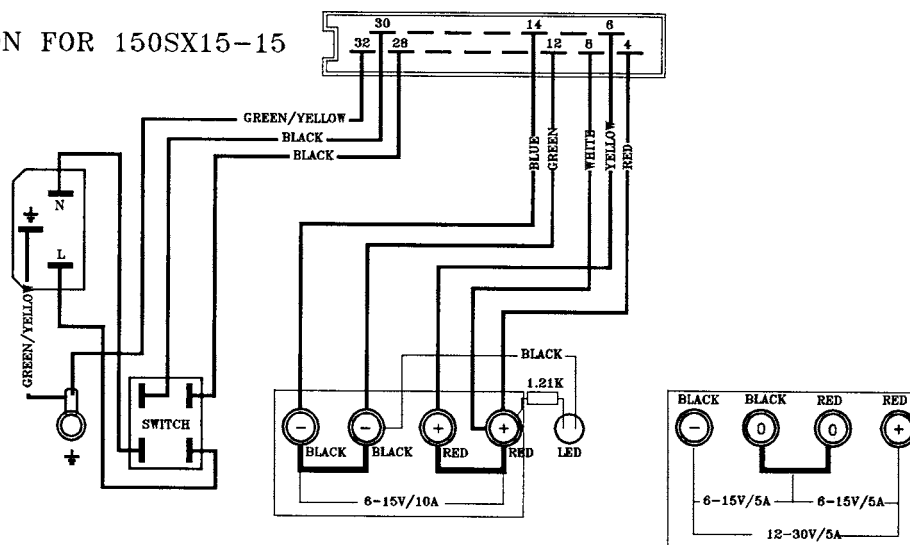 ON FOR 150SX15-15
30 14 6
32 28 12 8 4
GREEN/YELLOW
BLACK
BLACK
BLUE
GREEN
WHITE
YELLOW
RED
N
L
GREEN/YELLOW
SWITCH
BLACK
1.21K
- - + +
BLACK BLACK RED RED LED
6-15V/10A
BLACK BLACK RED RED
- 0 0 +
6-15V/5A 6-15V/5A
12-30V/5A